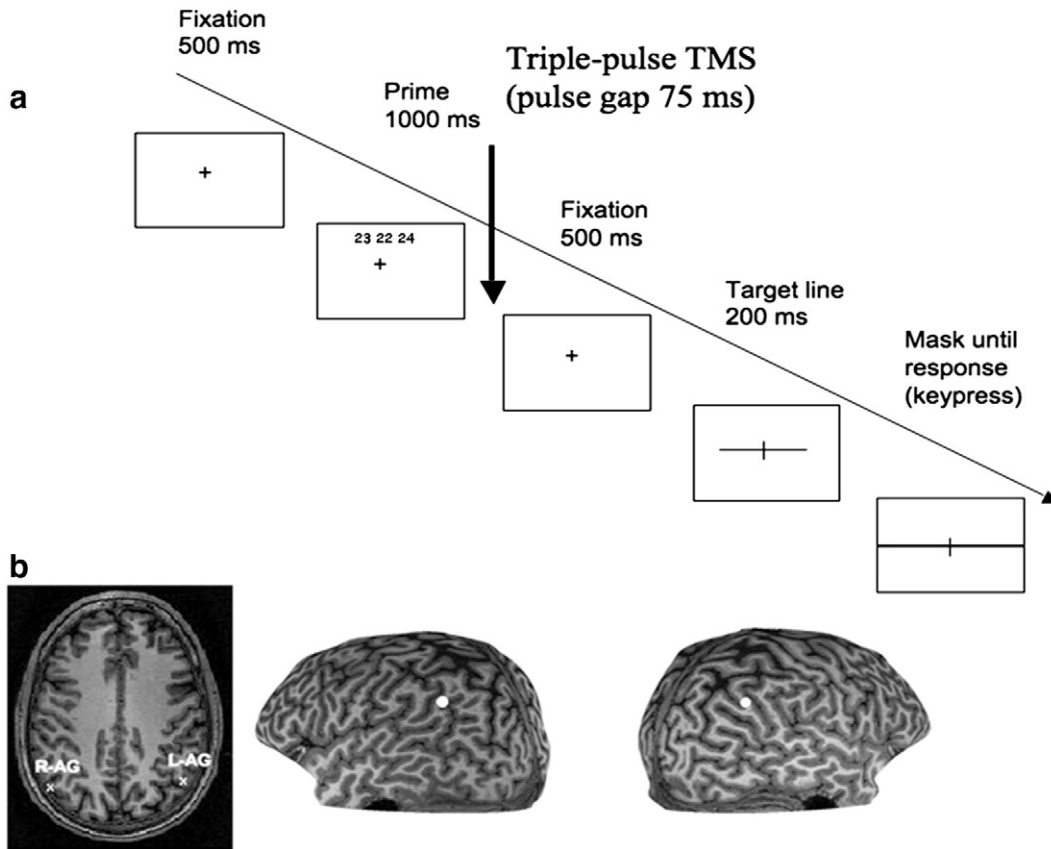 Fixation
500 ms
Triple-pulse TMS
(pulse gap 75 ms)
a
Prime
1000 ms
Fixation
500 ms
23 22 24
Target line
200 ms
Mask until
response
(keypress)
b
R-AG
L-AG
x
x